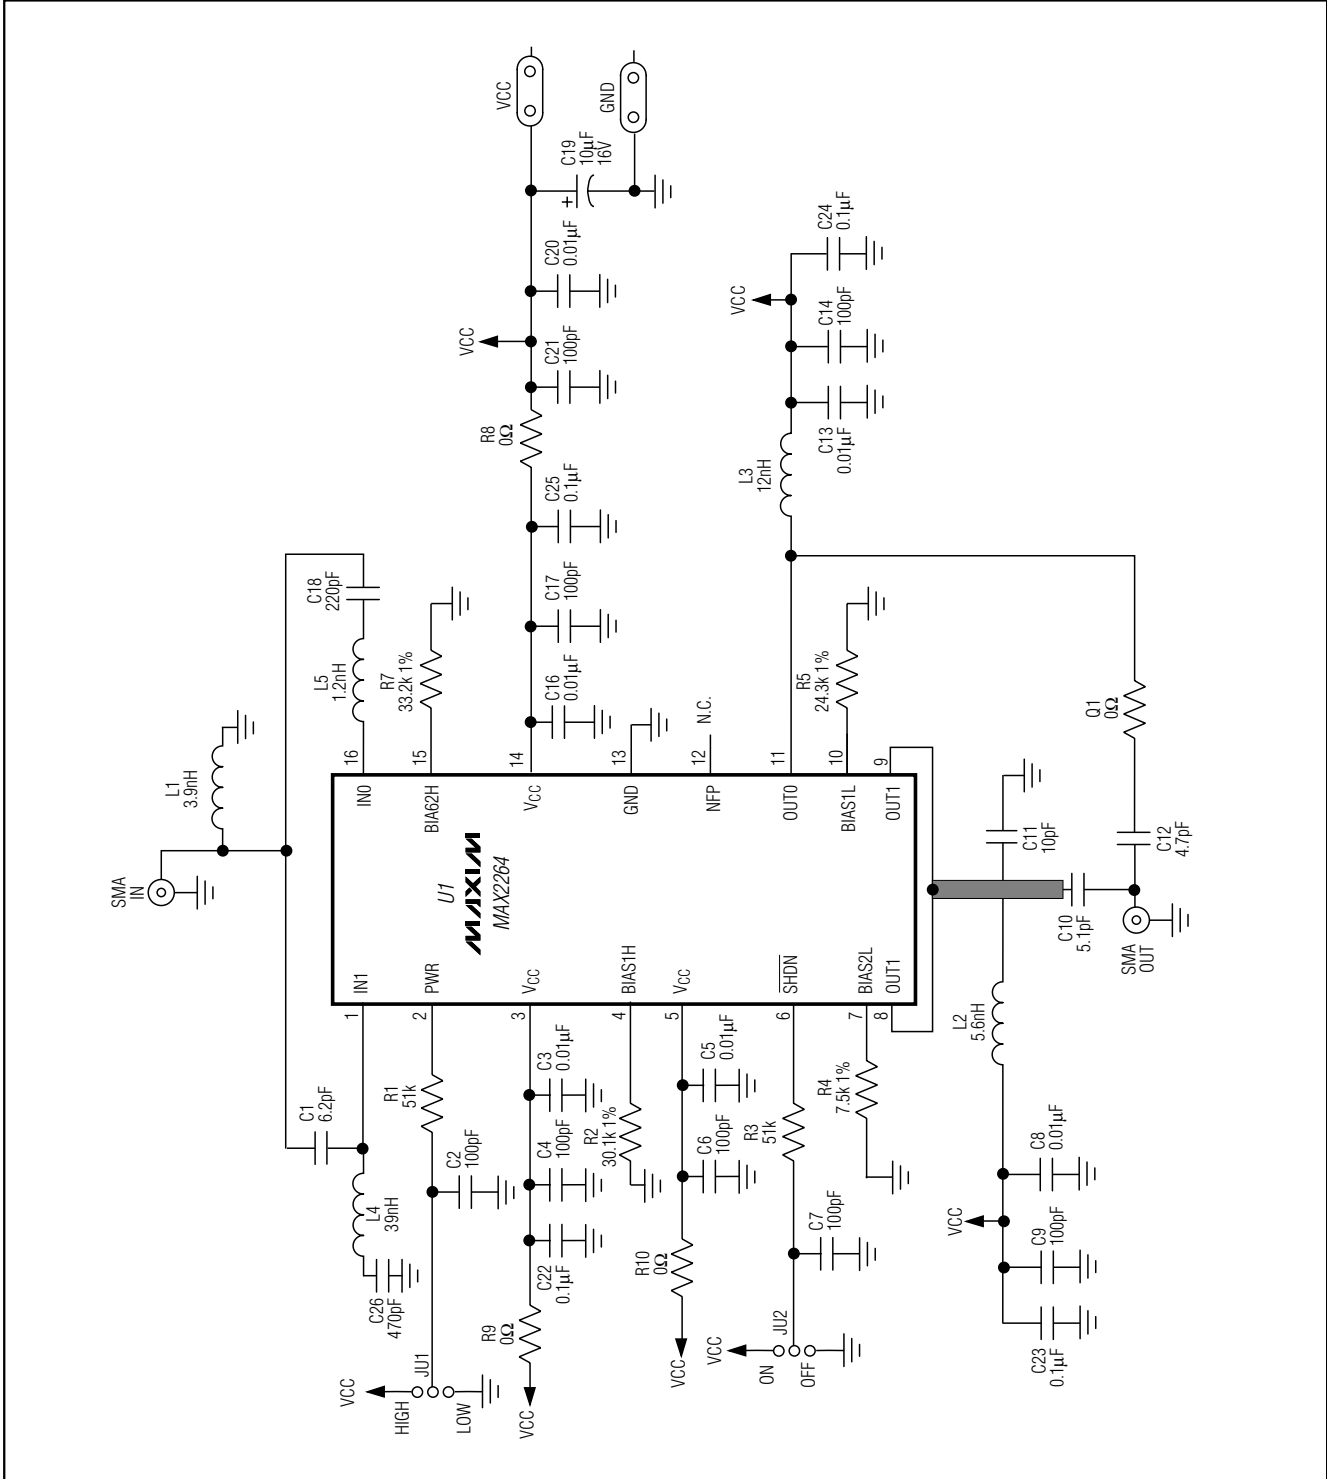 SMA
IN
L1
3.9nH
C18
220pF
L5
1.2nH
R7
33.2k 1%
VCC
GND
C19
10µF
16V
+
C20
0.01µF
VCC
C21
100pF
R8
0Ω
C25
0.1µF
C17
100pF
C16
0.01µF
N.C.
C24
0.1µF
VCC
C14
100pF
C13
0.01µF
L3
12nH
R5
24.3k 1%
Q1
0Ω
C12
4.7pF
C11
10pF
C10
5.1pF
SMA
OUT
16
15
14
13
12
11
10
9
IN0
BIA62H
VCC
GND
NFP
OUT0
BIAS1L
OUT1
U1
MAXIM
MAX2264
IN1
PWR
VCC
BIAS1H
VCC
SHDN
BIAS2L
OUT1
1
2
3
4
5
6
7
8
C1
6.2pF
L4
39nH
C26
470pF
R1
51k
C2
100pF
VCC
HIGH
LOW
JU1
C3
0.01µF
C4
100pF
C22
0.1µF
R9
0Ω
VCC
R2
30.1k 1%
C5
0.01µF
C6
100pF
R10
0Ω
VCC
R3
51k
C7
100pF
VCC
ON
OFF
JU2
R4
7.5k 1%
L2
5.6nH
C8
0.01µF
VCC
C9
100pF
C23
0.1µF